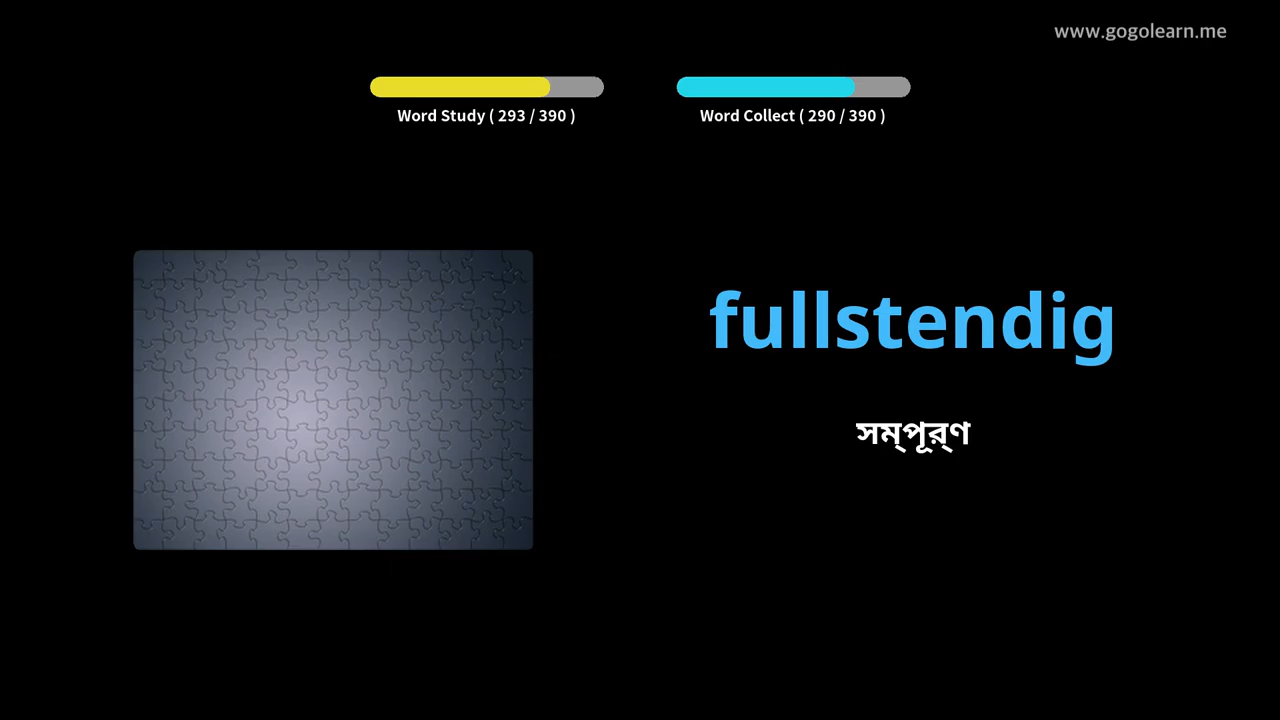 www.gogolearn.me
Word Study ( 293 / 390 )
Word Collect ( 290 / 390 )
fullstendig
সম্পূর্ণ